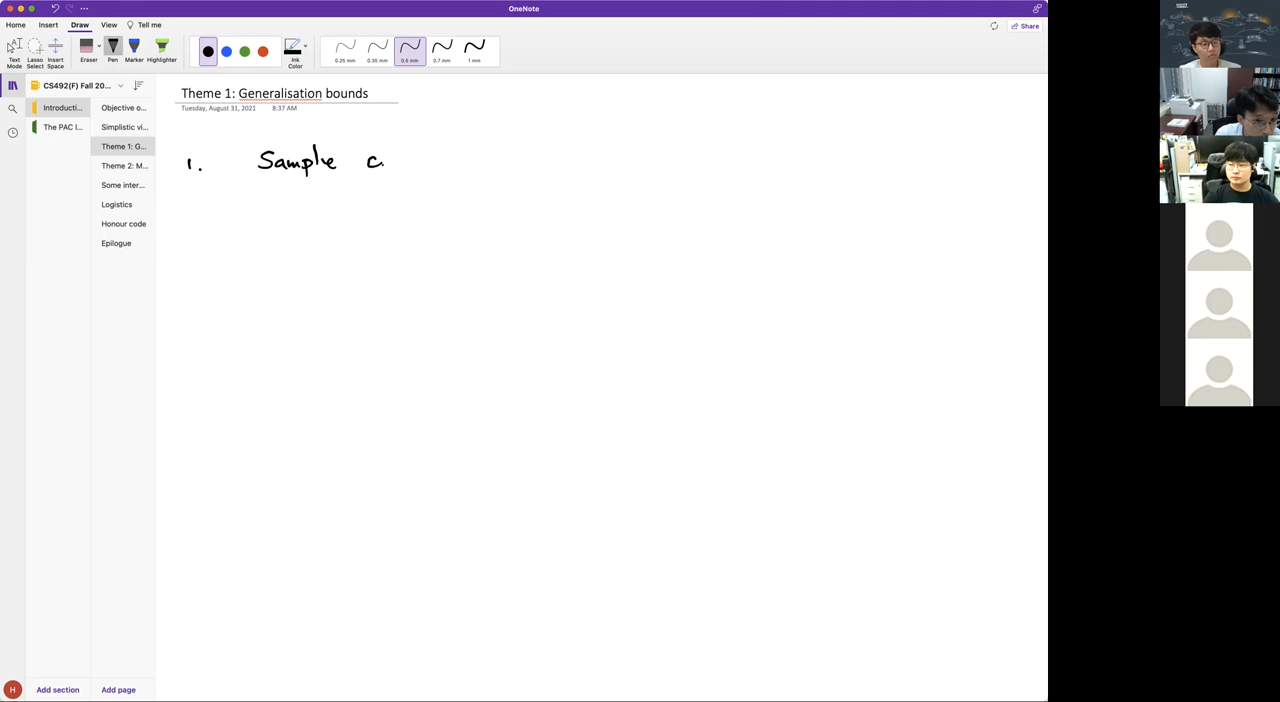 OneNote
Home Insert Draw View Tell me
Share
Text Mode
Lasso Select
Insert Space
Eraser
Pen
Marker
Highlighter
Ink Color
0.25 mm
0.35 mm
0.5 mm
0.7 mm
1 mm
CS492(F) Fall 20...
Introducti...
The PAC l...
Objective o...
Simplistic vi...
Theme 1: G...
Theme 2: M...
Some inter...
Logistics
Honour code
Epilogue
Theme 1: Generalisation bounds
Tuesday, August 31, 2021 8:37 AM
1. Sample c
H
Add section
Add page